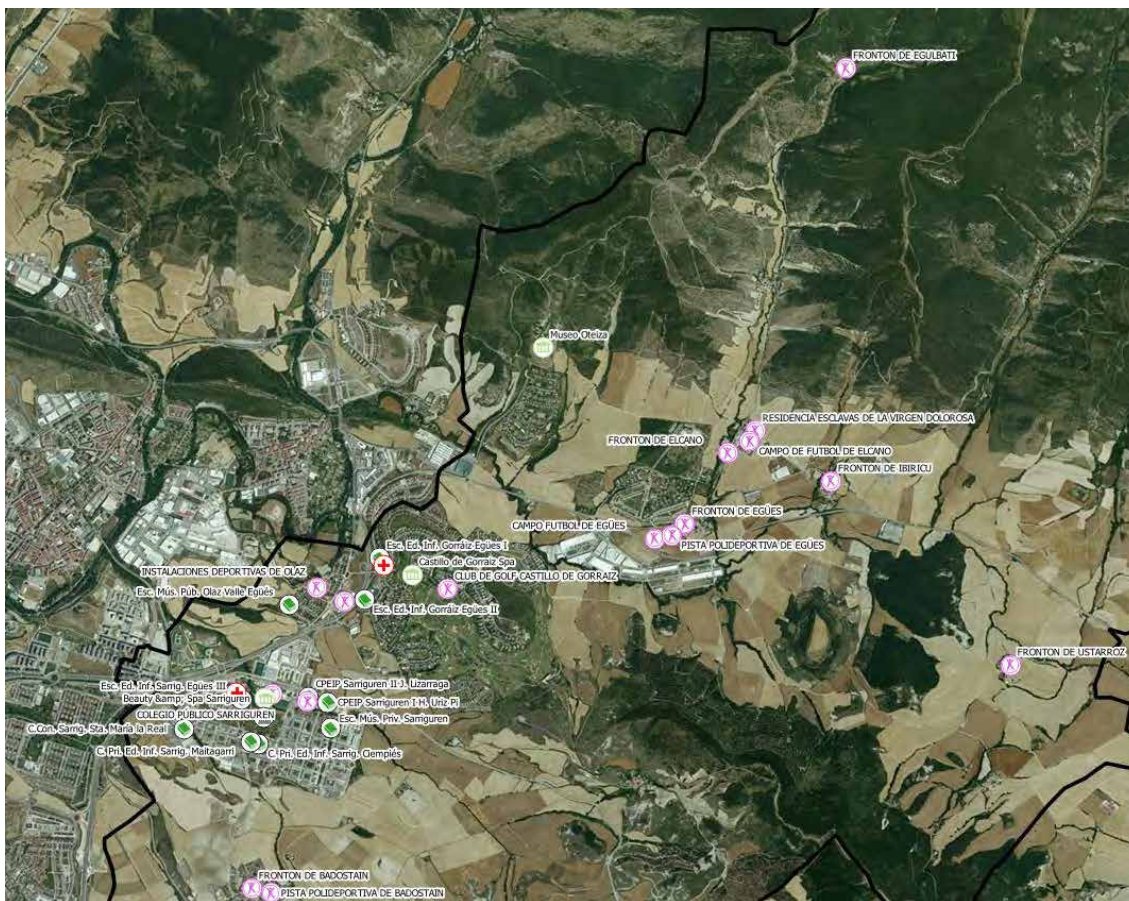 FRONTON DE EGULBATI
Museo Oteiza
RESIDENCIA ESCLAVAS DE LA VIRGEN DOLOROSA
FRONTON DE ELCANO
CAMPO DE FUTBOL DE ELCANO
FRONTON DE IBIRICU
FRONTON DE EGÜES
CAMPO FUTBOL DE EGÜES
PISTA POLIDEPORTIVA DE EGÜES
Esc. Ed. Inf. Gorráiz-Egües I
Castillo de Gorraiz Spa
INSTALACIONES DEPORTIVAS DE OLAZ
CLUB DE GOLF CASTILLO DE GORRAIZ
Esc. Mús. Púb. Olaz Valle Egüés
Esc. Ed. Inf. Gorráiz-Egües II
FRONTON DE USTARROZ
Esc. Ed. Inf. Sarrig. Egües III
CPEIP Sarriguren II-J. Lizarraga
Beauty &amp; Spa Sarriguren
CPEIP Sarriguren I H. Uriz Pi
COLEGIO PUBLICO SARRIGUREN
Esc. Mús. Priv. Sarriguren
C.Con. Sarrig. Sta. María la Real
C. Pri. Ed. Inf. Sarrig. Maitagarri
C. Pri. Ed. Inf. Sarrig. Ciempiés
FRONTON DE BADOSTAIN
PISTA POLIDEPORTIVA DE BADOSTAIN